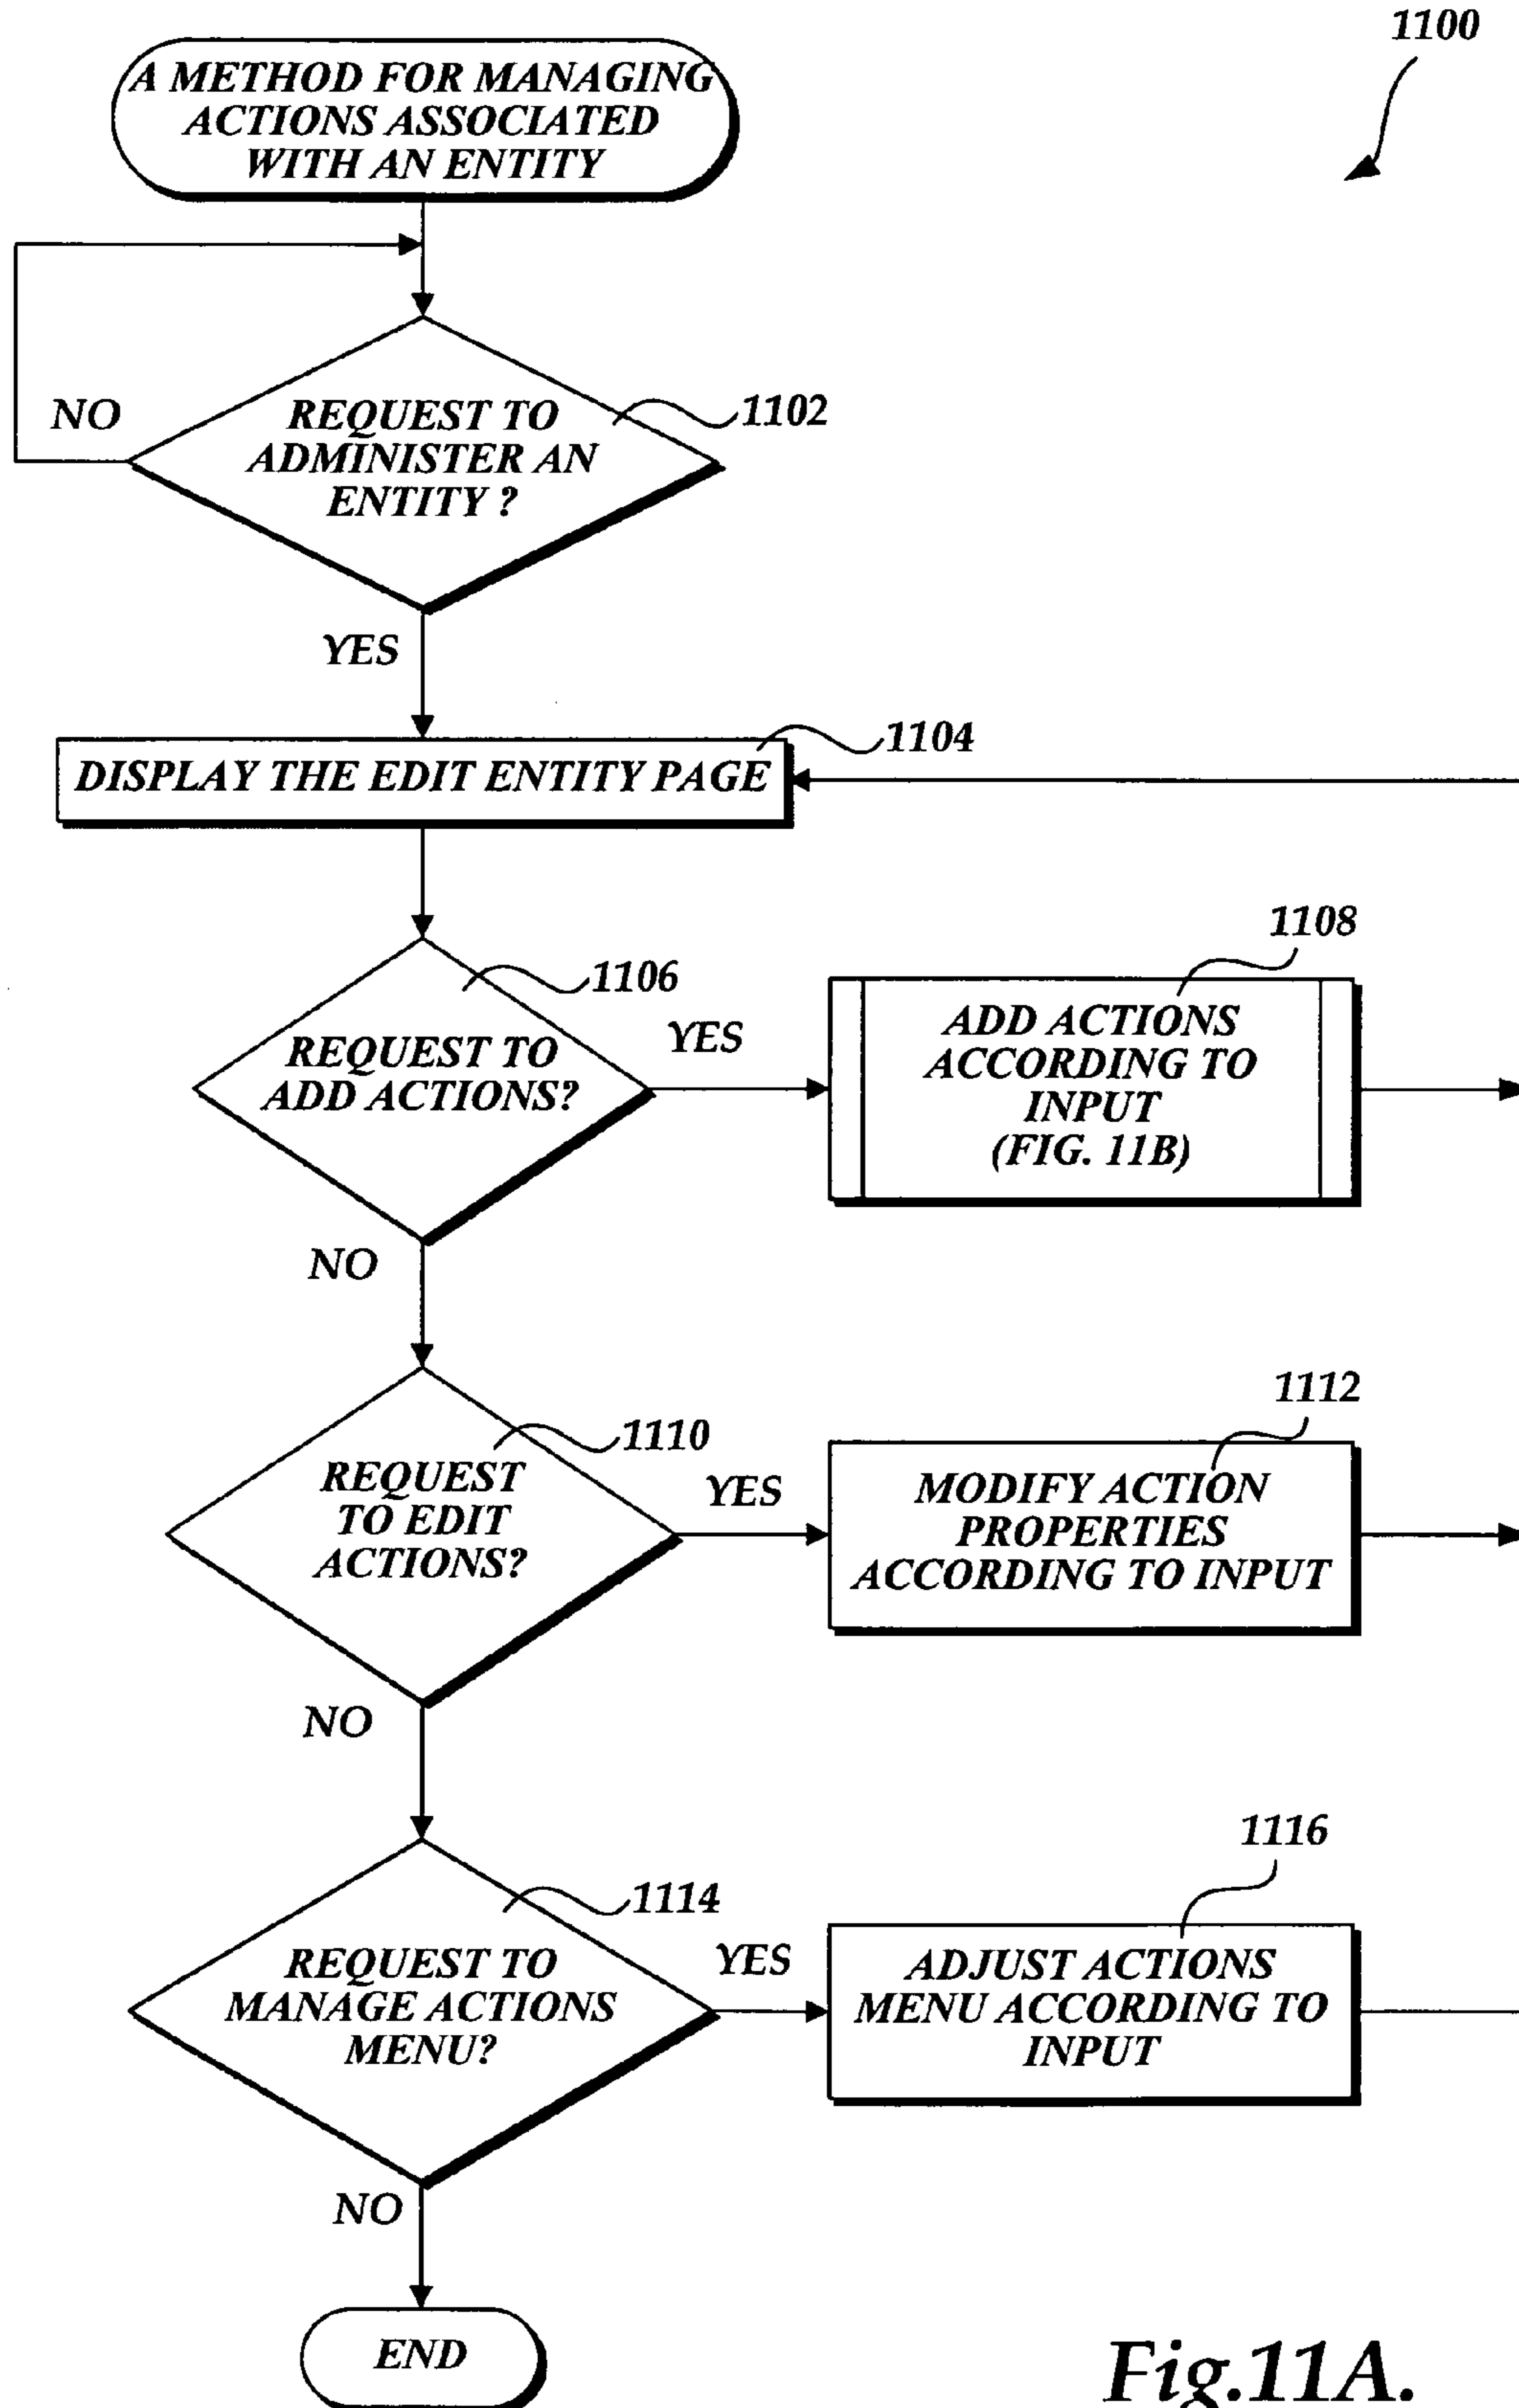 1100
A METHOD FOR MANAGING
ACTIONS ASSOCIATED
WITH AN ENTITY
NO
REQUEST TO
ADMINISTER AN
ENTITY ?
1102
YES
1104
DISPLAY THE EDIT ENTITY PAGE
1106
REQUEST TO
ADD ACTIONS?
YES
1108
ADD ACTIONS
ACCORDING TO
INPUT
(FIG. 11B)
NO
1110
REQUEST
TO EDIT
ACTIONS?
YES
1112
MODIFY ACTION
PROPERTIES
ACCORDING TO INPUT
NO
1114
REQUEST TO
MANAGE ACTIONS
MENU?
YES
1116
ADJUST ACTIONS
MENU ACCORDING TO
INPUT
NO
END
Fig.11A.